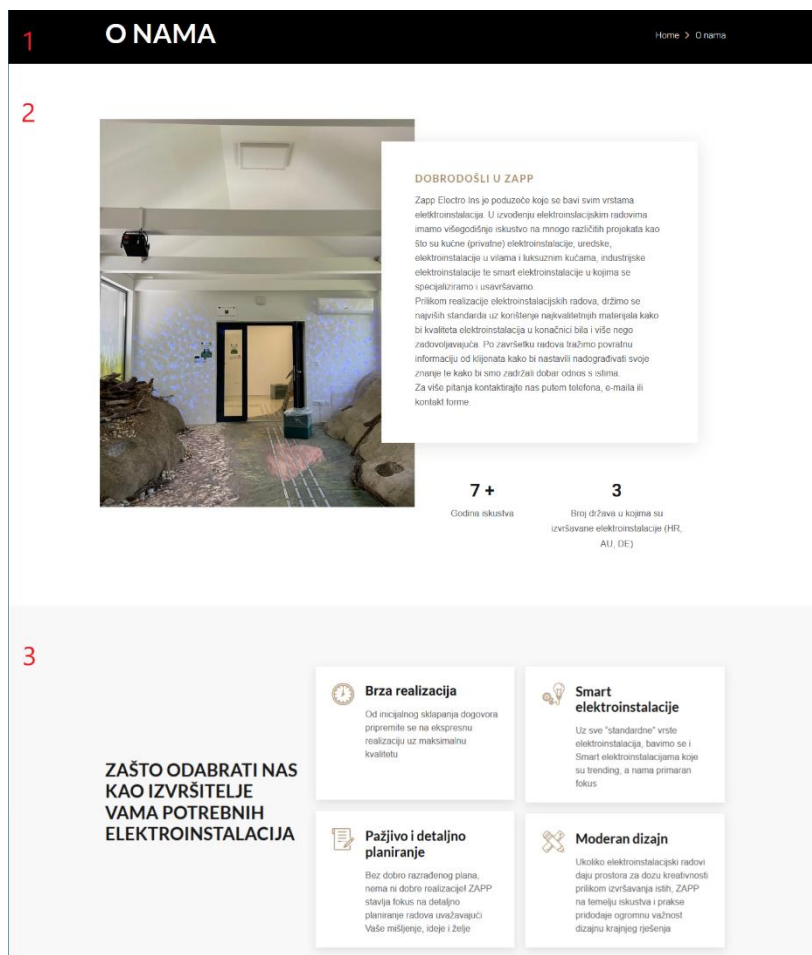 1
O NAMA
Home > O nama
2
DOBRODOŠLI U ZAPP
Zapp Electro Ins je poduzeće koje se bavi svim vrstama
eletktroinstalacija. U izvođenju elektroinslacijskim radovima
imamo višegodišnje iskustvo na mnogo različitih projekata kao
što su kućne (privatne) elektroinstalacije, uredske,
elektroinstalacije u vilama i luksuznim kućama, industrijske
elektroinstalacije te smart elektroinstalacije u kojima se
specijaliziramo i usavršavamo.
Prilikom realizacije elektroinstalacijskih radova, držimo se
najviših standarda uz korištenje najkvalitetnjih materijala kako
bi kvaliteta elektroinstalacija u konačnici bila i više nego
zadovoljavajuća. Po završetku radova tražimo povratnu
informaciju od klijonata kako bi nastavili nadograđivati svoje
znanje te kako bi smo zadržali dobar odnos s istima.
Za više pitanja kontaktirajte nas putem telefona, e-maila ili
kontakt forme.
7 +
Godina iskustva
3
Broj država u kojima su
izvršavane elektroinstalacije (HR,
AU, DE)
3
ZAŠTO ODABRATI NAS
KAO IZVRŠITELJE
VAMA POTREBNIH
ELEKTROINSTALACIJA
Brza realizacija
Od inicijalnog sklapanja dogovora
pripremite se na ekspresnu
realizaciju uz maksimalnu
kvalitetu
Smart
elektroinstalacije
Uz sve "standardne" vrste
elektroinstalacija, bavimo se i
Smart elektroinstalacijama koje
su trending, a nama primaran
fokus
Pažjivo i detaljno
planiranje
Bez dobro razrađenog plana,
nema ni dobre realizacije! ZAPP
stavlja fokus na detaljno
planiranje radova uvažavajući
Vaše mišljenje, ideje i želje
Moderan dizajn
Ukoliko elektroinstalacijski radovi
daju prostora za dozu kreativnosti
prilikom izvršavanja istih, ZAPP
na temelju iskustva i prakse
pridodaje ogromnu važnost
dizajnu krajnjeg rješenja